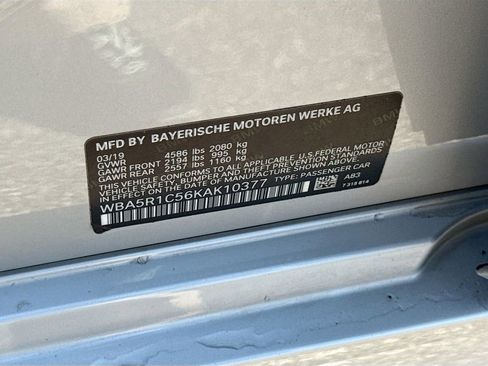 MFD BY BAYERISCHE MOTOREN WERKE AG
03/19 4586 lbs 2080 kg
GVWR
GAWR FRONT 2194 lbs 995 kg
GAWR REAR 2557 lbs 1160 kg
THIS VEHICLE CONFORMS TO ALL APPLICABLE U.S. FEDERAL MOTOR
VEHICLE SAFETY, BUMPER AND THEFT PREVENTION STANDARDS
IN EFFECT ON THE DATE OF MANUFACTURE SHOWN ABOVE.
WBA5R1C56KAK10377 TYPE: PASSENGER CAR
A83